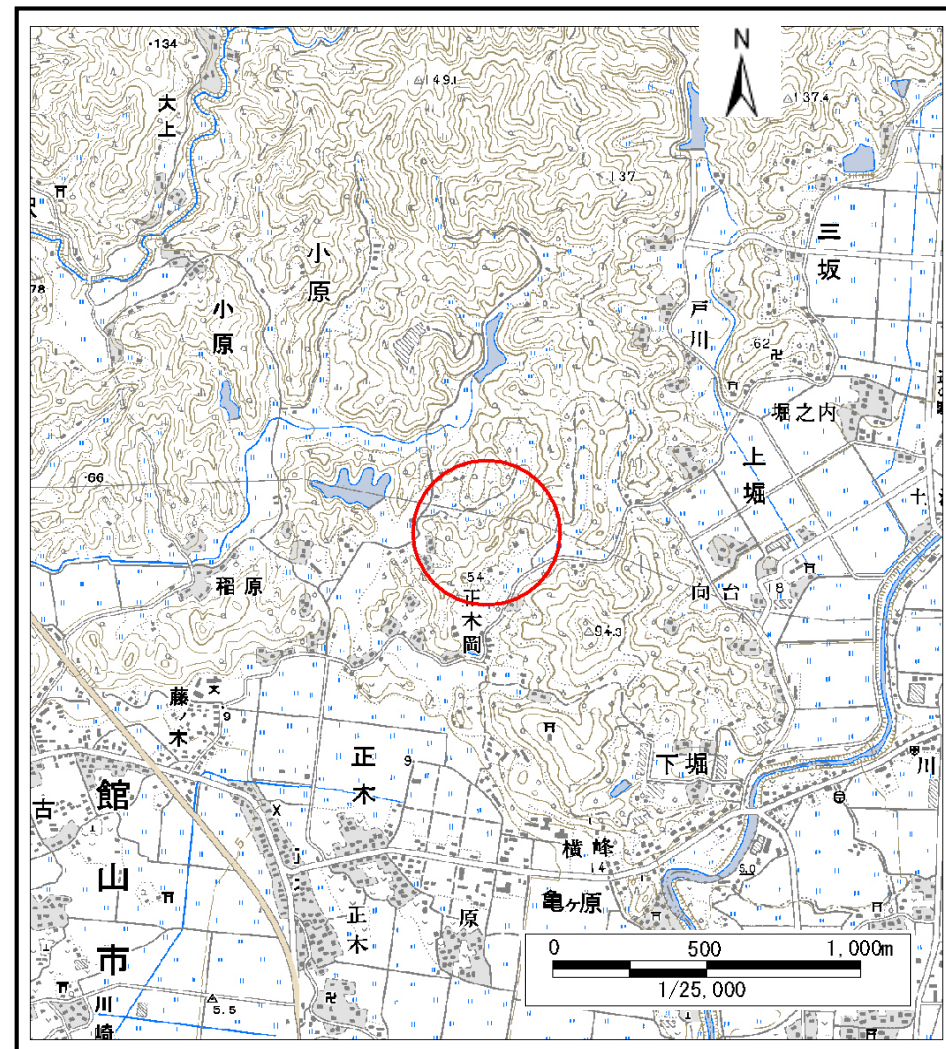 N
・134
大上
△149.1
△137.4
137
三坂
小原
78
小原
戸川
62
堀之内
上堀
・66
十
54
稲原
正木岡
向台
18
△94.3
藤ノ木
9
正木
9
下堀
川
古
館山市
5
横峰
14
5.0
亀ヶ原
正木
原
0 500 1,000m
1/25,000
△5.5
川崎